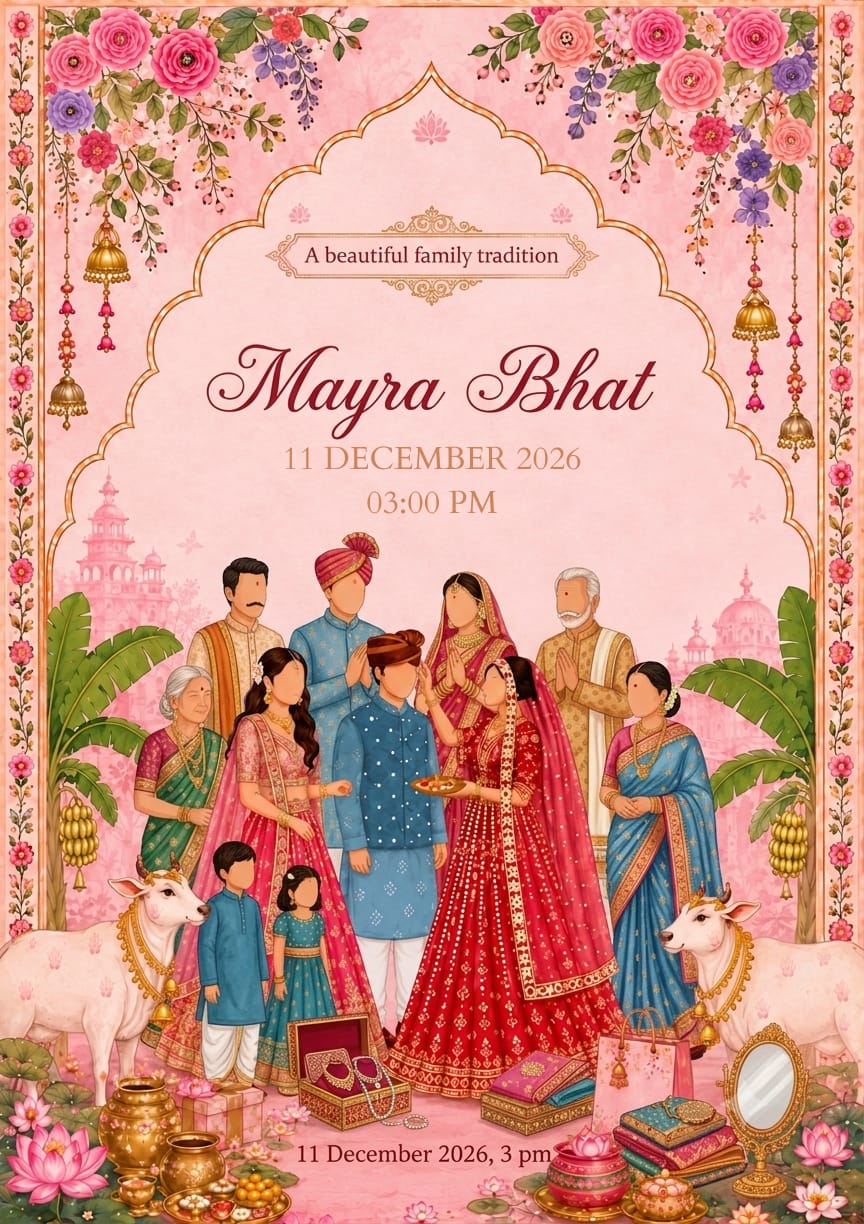 A beautiful family tradition
Mayra Bhat
11 DECEMBER 2026
03:00 PM
11 December 2026, 3 pm